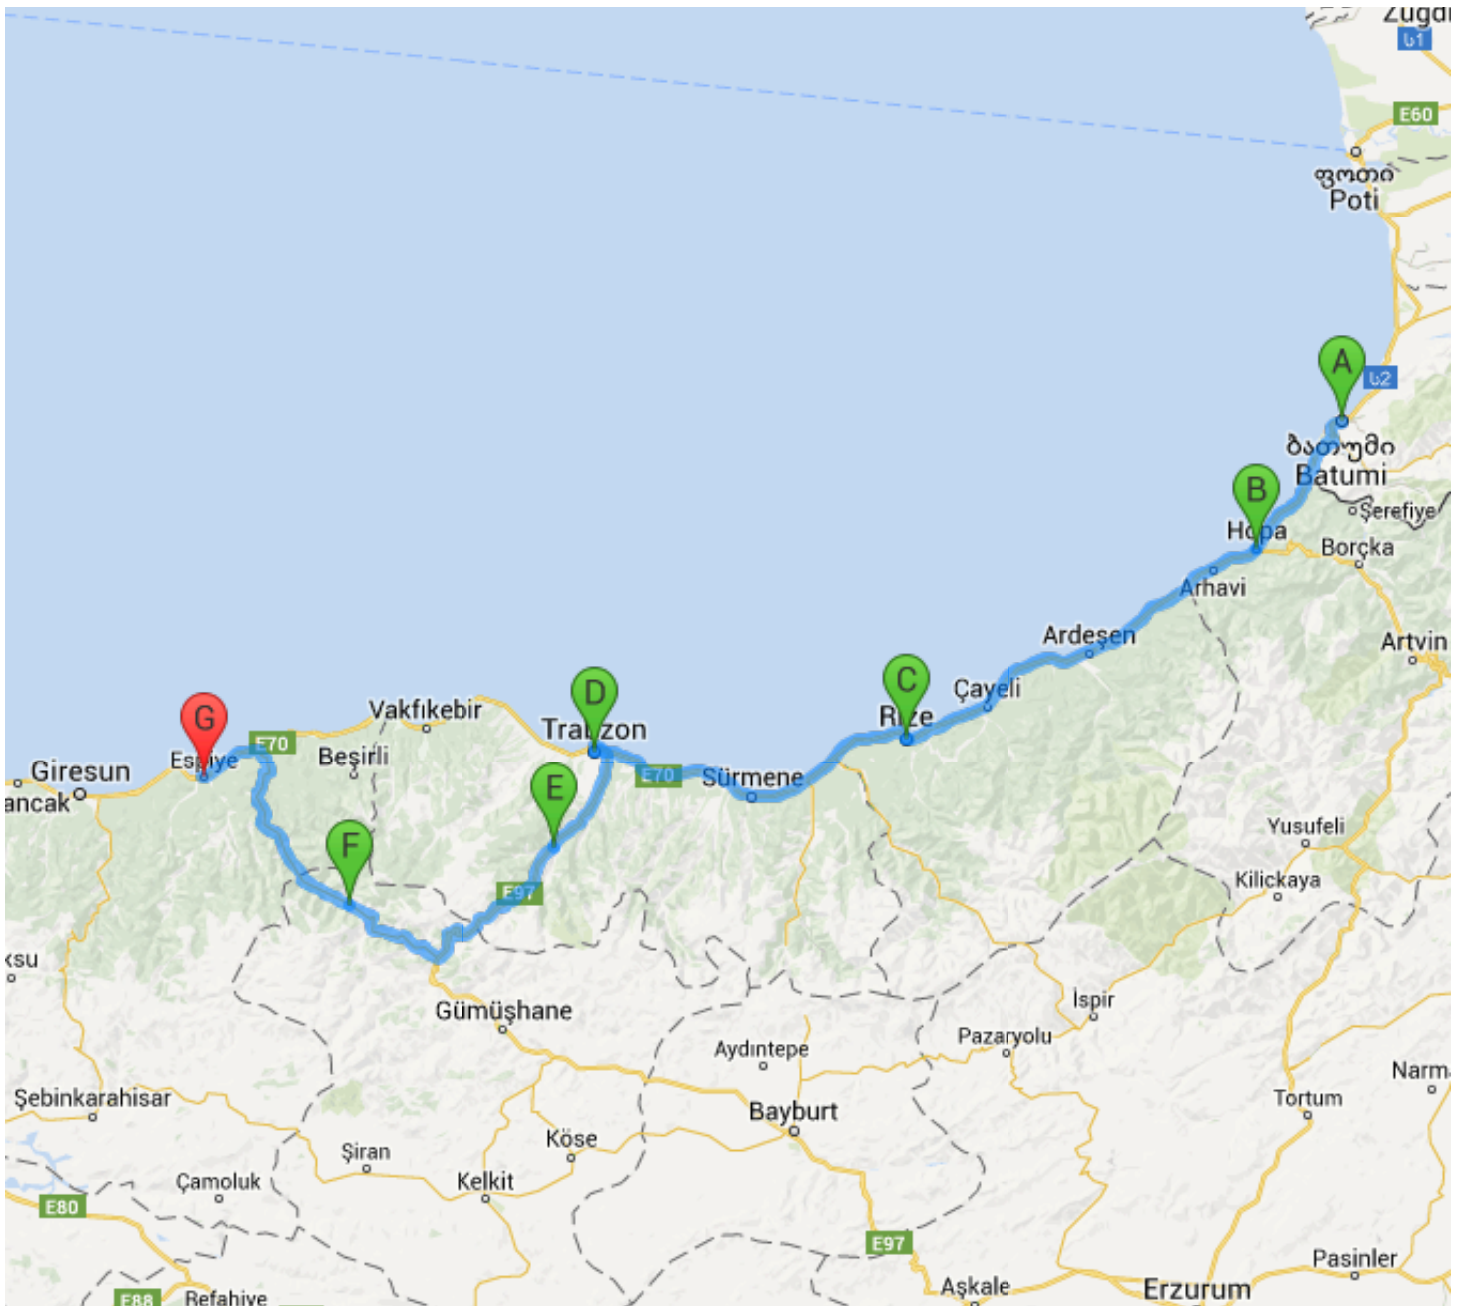 Zugdi
ს1
E60
ფოთი
Poti
A
ს2
ბათუმი
Batumi
B
Şerefiye
Hopa
Borçka
Arhavi
Ardeşen
Artvin
C
Çayeli
D
Vakfıkebir
G
Rize
Trabzon
E70
Beşirli
Espiye
Giresun
E70
Sürmene
E
ancak
Yusufeli
F
Kilickaya
E97
ksu
İspir
Gümüşhane
Pazaryolu
Aydıntepe
Narm
Şebinkarahisar
Tortum
Bayburt
Köse
Şiran
Çamoluk
Kelkit
E80
E97
Pasinler
Aşkale
Erzurum
E88
Refahiye